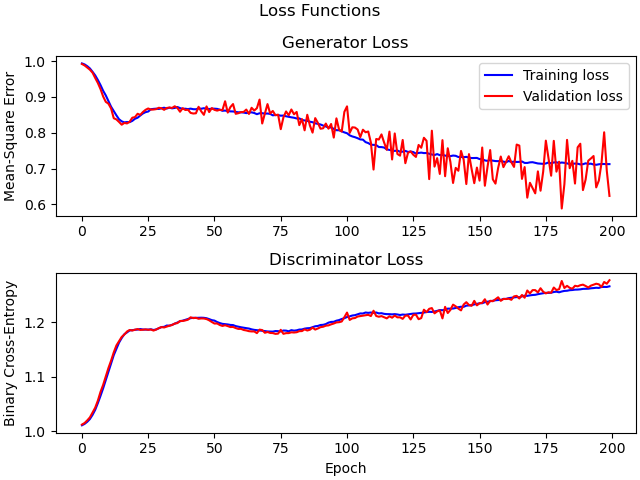 Loss Functions
Generator Loss
Mean-Square Error
1.0
0.9
0.8
0.7
0.6
Training loss
Validation loss
0 25 50 75 100 125 150 175 200
Discriminator Loss
Binary Cross-Entropy
1.2
1.1
1.0
0 25 50 75 100 125 150 175 200
Epoch